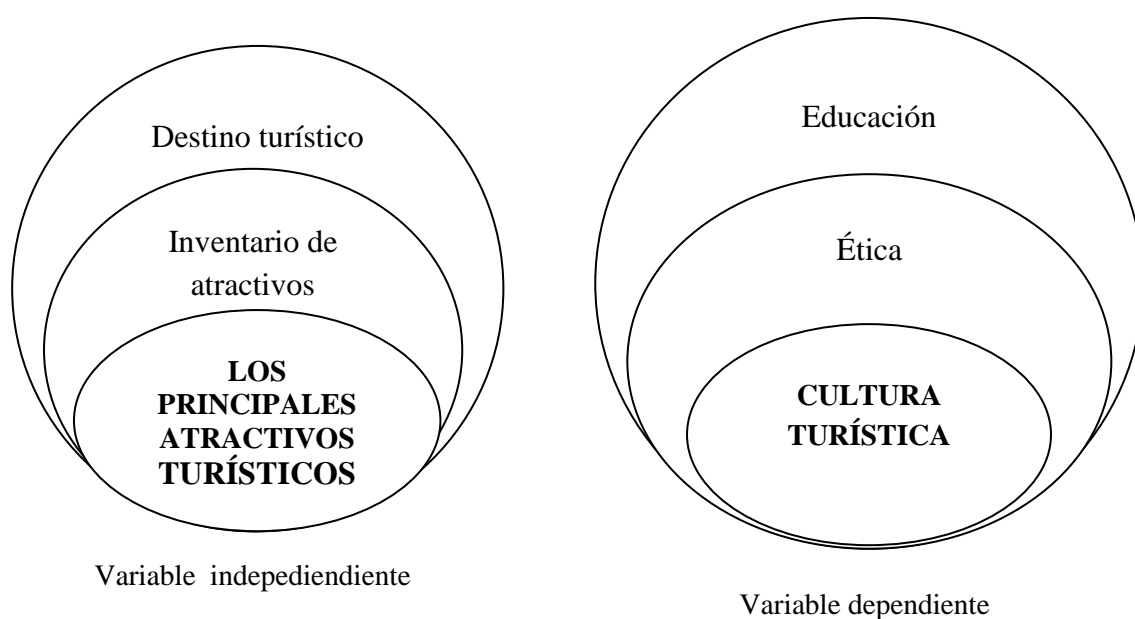 Destino turístico
Inventario de
atractivos
LOS
PRINCIPALES
ATRACTIVOS
TURÍSTICOS
Variable indepediendiente
Educación
Ética
CULTURA
TURÍSTICA
Variable dependiente